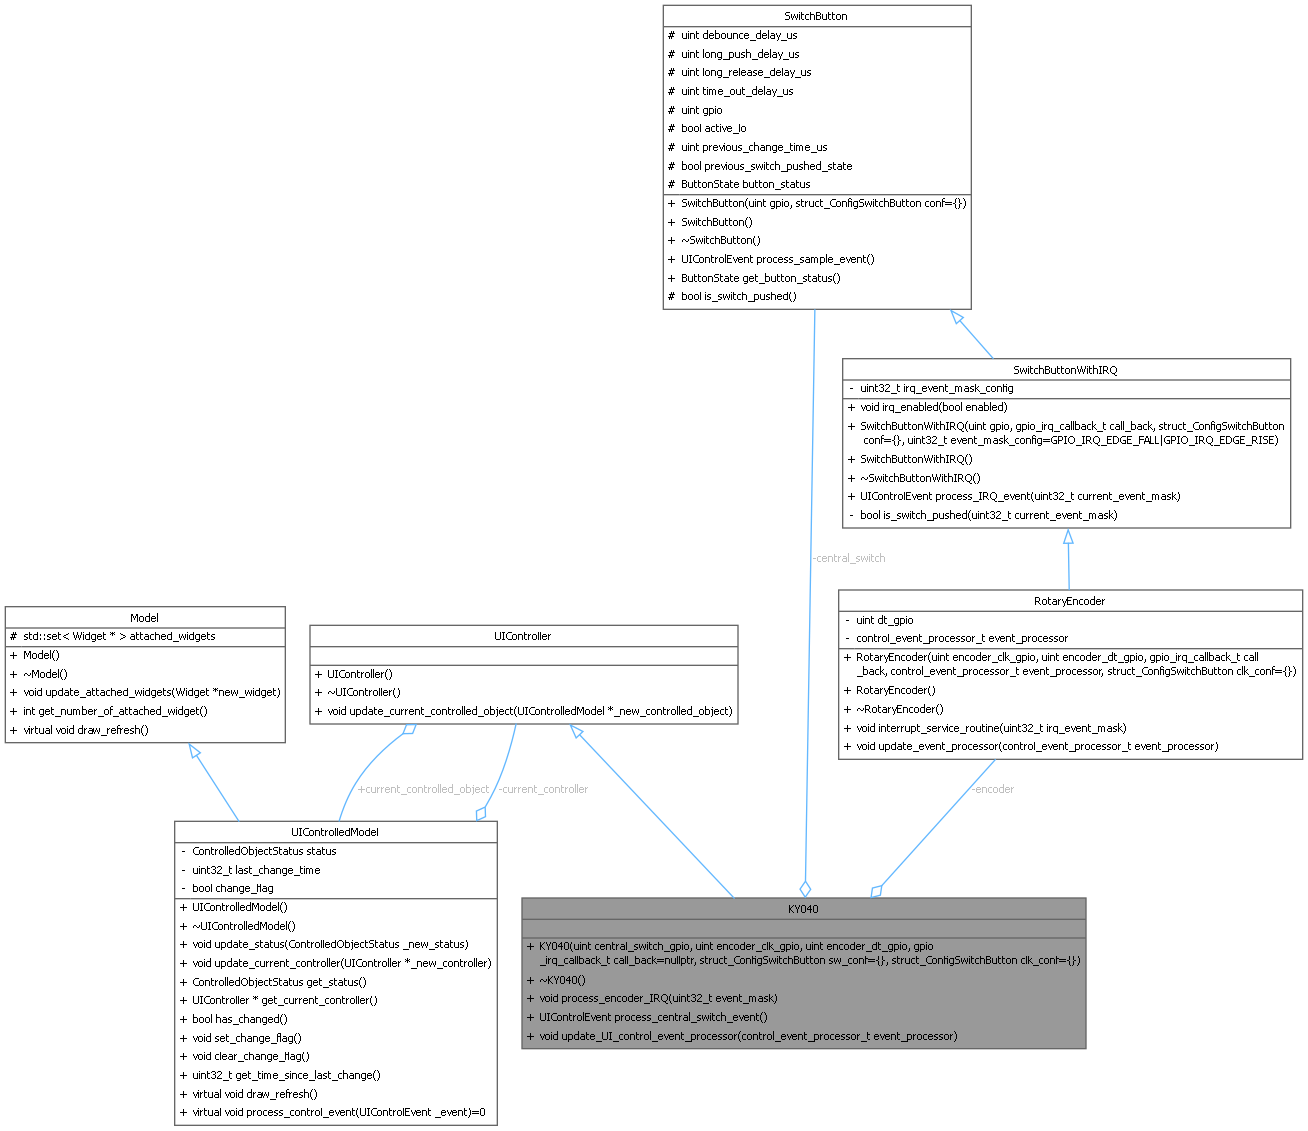 SwitchButton
# uint debounce_delay_us
# uint long_push_delay_us
# uint long_release_delay_us
# uint time_out_delay_us
# uint gpio
# bool active_lo
# uint previous_change_time_us
# bool previous_switch_pushed_state
# ButtonState button_status
+ SwitchButton(uint gpio, struct_ConfigSwitchButton conf={})
+ SwitchButton()
+ ~SwitchButton()
+ UIControlEvent process_sample_event()
+ ButtonState get_button_status()
# bool is_switch_pushed()
SwitchButtonWithIRQ
- uint32_t irq_event_mask_config
+ void irq_enabled(bool enabled)
+ SwitchButtonWithIRQ(uint gpio, gpio_irq_callback_t call_back, struct_ConfigSwitchButton
conf={}, uint32_t event_mask_config=GPIO_IRQ_EDGE_FALL|GPIO_IRQ_EDGE_RISE)
+ SwitchButtonWithIRQ()
+ ~SwitchButtonWithIRQ()
+ UIControlEvent process_IRQ_event(uint32_t current_event_mask)
- bool is_switch_pushed(uint32_t current_event_mask)
-central_switch
RotaryEncoder
- uint dt_gpio
- control_event_processor_t event_processor
+ RotaryEncoder(uint encoder_clk_gpio, uint encoder_dt_gpio, gpio_irq_callback_t call
_back, control_event_processor_t event_processor, struct_ConfigSwitchButton clk_conf={})
+ RotaryEncoder()
+ ~RotaryEncoder()
+ void interrupt_service_routine(uint32_t irq_event_mask)
+ void update_event_processor(control_event_processor_t event_processor)
Model
# std::set< Widget * > attached_widgets
+ Model()
+ ~Model()
+ void update_attached_widgets(Widget *new_widget)
+ int get_number_of_attached_widget()
+ virtual void draw_refresh()
UIController
+ UIController()
+ ~UIController()
+ void update_current_controlled_object(UIControlledModel *_new_controlled_object)
+current_controlled_object
-current_controller
-encoder
UIControlledModel
- ControlledObjectStatus status
- uint32_t last_change_time
- bool change_flag
+ UIControlledModel()
+ ~UIControlledModel()
+ void update_status(ControlledObjectStatus _new_status)
+ void update_current_controller(UIController *_new_controller)
+ ControlledObjectStatus get_status()
+ UIController * get_current_controller()
+ bool has_changed()
+ void set_change_flag()
+ void clear_change_flag()
+ uint32_t get_time_since_last_change()
+ virtual void draw_refresh()
+ virtual void process_control_event(UIControlEvent _event)=0
KY040
+ KY040(uint central_switch_gpio, uint encoder_clk_gpio, uint encoder_dt_gpio, gpio
_irq_callback_t call_back=nullptr, struct_ConfigSwitchButton sw_conf={}, struct_ConfigSwitchButton clk_conf={})
+ ~KY040()
+ void process_encoder_IRQ(uint32_t event_mask)
+ UIControlEvent process_central_switch_event()
+ void update_UI_control_event_processor(control_event_processor_t event_processor)